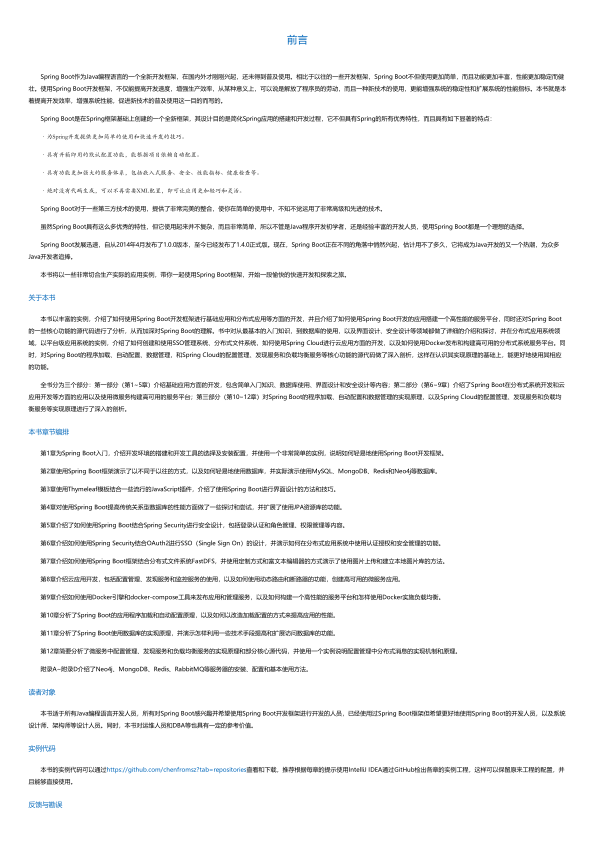 前言
Spring Boot作为Java编程语言的一个全新开发框架，在国内外才刚刚兴起，还未得到普及使用。相比于以往的一些开发框架，Spring Boot不但使用更加简单，而且功能更加丰富，性能更加稳定而健
壮。使用Spring Boot开发框架，不仅能提高开发速度，增强生产效率，从某种意义上，可以说是解放了程序员的劳动，而且一种新技术的使用，更能增强系统的稳定性和扩展系统的性能指标。本书就是本
着提高开发效率，增强系统性能，促进新技术的普及使用这一目的而写的。
Spring Boot是在Spring框架基础上创建的一个全新框架，其设计目的是简化Spring应用的搭建和开发过程，它不但具有Spring的所有优秀特性，而且具有如下显著的特点：
· 为Spring开发提供更加简单的使用和快速开发的技巧。
· 具有开箱即用的默认配置功能，能根据项目依赖自动配置。
· 具有功能更加强大的服务体系，包括嵌入式服务、安全、性能指标、健康检查等。
· 绝对没有代码生成，可以不再需要XML配置，即可让应用更加轻巧和灵活。
Spring Boot对于一些第三方技术的使用，提供了非常完美的整合，使你在简单的使用中，不知不觉运用了非常高级和先进的技术。
虽然Spring Boot具有这么多优秀的特性，但它使用起来并不复杂，而且非常简单，所以不管是Java程序开发初学者，还是经验丰富的开发人员，使用Spring Boot都是一个理想的选择。
Spring Boot发展迅速，自从2014年4月发布了1.0.0版本，至今日已经发布了1.4.0正式版。现在，Spring Boot正在不同的角落中悄然兴起，估计用不了多久，它将成为Java开发的又一个热潮，为众多
Java开发者追捧。
本书将以一些非常切合生产实际的应用实例，带你一起使用Spring Boot框架，开始一段愉快的快速开发和探索之旅。
关于本书
本书以丰富的实例，介绍了如何使用Spring Boot开发框架进行基础应用和分布式应用等方面的开发，并且介绍了如何使用Spring Boot开发的应用搭建一个高性能的服务平台，同时还对Spring Boot
的一些核心功能的源代码进行了分析，从而加深对Spring Boot的理解。书中对从最基本的入门知识，到数据库的使用，以及界面设计、安全设计等领域都做了详细的介绍和探讨，并在分布式应用系统领
域，以平台级应用系统的实例，介绍了如何创建和使用SSO管理系统、分布式文件系统，如何使用Spring Cloud进行云应用方面的开发，以及如何使用Docker发布和构建高可用的分布式系统服务平台。同
时，对Spring Boot的程序加载、自动配置、数据管理，和Spring Cloud的配置管理、发现服务和负载均衡服务等核心功能的源代码做了深入剖析，这样在认识其实现原理的基础上，能更好地使用其相应
的功能。
全书分为三个部分：第一部分（第1~5章）介绍基础应用方面的开发，包含简单入门知识、数据库使用、界面设计和安全设计等内容；第二部分（第6~9章）介绍了Spring Boot在分布式系统开发和云
应用开发等方面的应用以及使用微服务构建高可用的服务平台；第三部分（第10~12章）对Spring Boot的程序加载、自动配置和数据管理的实现原理，以及Spring Cloud的配置管理、发现服务和负载均
衡服务等实现原理进行了深入的剖析。
本书章节编排
第1章为Spring Boot入门，介绍开发环境的搭建和开发工具的选择及安装配置，并使用一个非常简单的实例，说明如何轻易地使用Spring Boot开发框架。
第2章使用Spring Boot框架演示了以不同于以往的方式，以及如何轻易地使用数据库，并实际演示使用MySQL、MongoDB、Redis和Neo4j等数据库。
第3章使用Thymeleaf模板结合一些流行的JavaScript插件，介绍了使用Spring Boot进行界面设计的方法和技巧。
第4章对使用Spring Boot提高传统关系型数据库的性能方面做了一些探讨和尝试，并扩展了使用JPA资源库的功能。
第5章介绍了如何使用Spring Boot结合Spring Security进行安全设计，包括登录认证和角色管理、权限管理等内容。
第6章介绍如何使用Spring Security结合OAuth2进行SSO（Single Sign On）的设计，并演示如何在分布式应用系统中使用认证授权和安全管理的功能。
第7章介绍如何使用Spring Boot框架结合分布式文件系统FastDFS，并使用定制方式和富文本编辑器的方式演示了使用图片上传和建立本地图片库的方法。
第8章介绍云应用开发，包括配置管理、发现服务和监控服务的使用，以及如何使用动态路由和断路器的功能，创建高可用的微服务应用。
第9章介绍如何使用Docker引擎和docker-compose工具来发布应用和管理服务，以及如何构建一个高性能的服务平台和怎样使用Docker实施负载均衡。
第10章分析了Spring Boot的应用程序加载和自动配置原理，以及如何以改造加载配置的方式来提高应用的性能。
第11章分析了Spring Boot使用数据库的实现原理，并演示怎样利用一些技术手段提高和扩展访问数据库的功能。
第12章简要分析了微服务中配置管理、发现服务和负载均衡服务的实现原理和部分核心源代码，并使用一个实例说明配置管理中分布式消息的实现机制和原理。
附录A~附录D介绍了Neo4j、MongoDB、Redis、RabbitMQ等服务器的安装、配置和基本使用方法。
读者对象
本书适于所有Java编程语言开发人员，所有对Spring Boot感兴趣并希望使用Spring Boot开发框架进行开发的人员，已经使用过Spring Boot框架但希望更好地使用Spring Boot的开发人员，以及系统
设计师、架构师等设计人员。同时，本书对运维人员和DBA等也具有一定的参考价值。
实例代码
本书的实例代码可以通过https://github.com/chenfromsz?tab=repositories查看和下载。推荐根据每章的提示使用IntelliJ IDEA通过GitHub检出各章的实例工程，这样可以保留原来工程的配置，并
且能够直接使用。
反馈与勘误